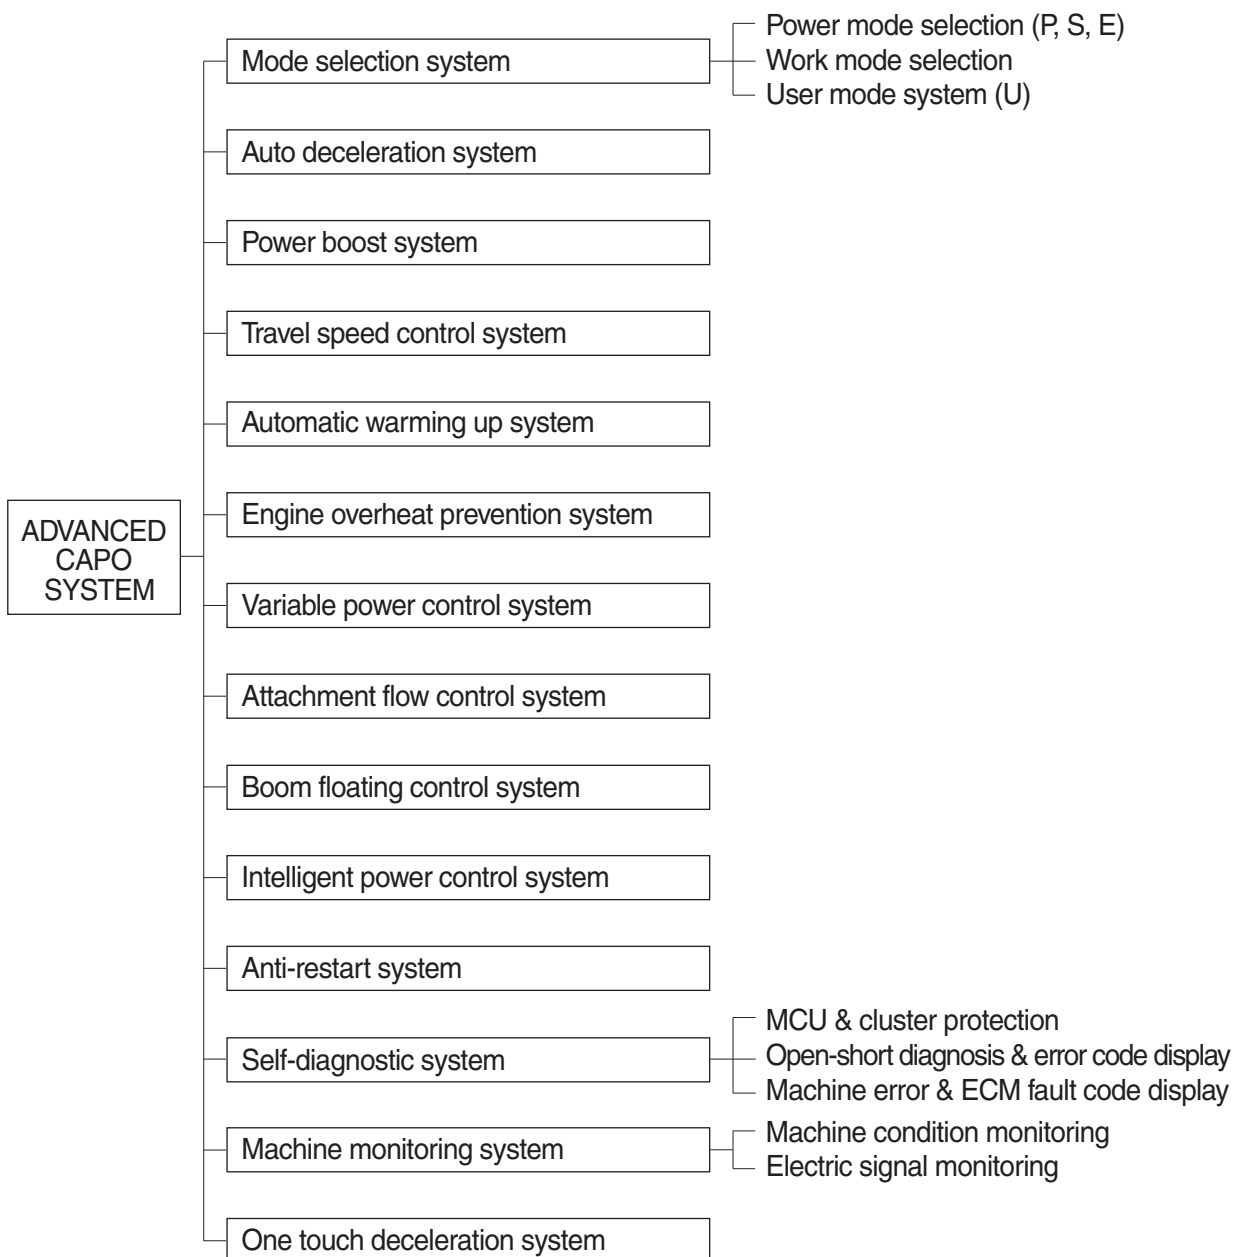 Mode selection system
Power mode selection (P, S, E)
Work mode selection
User mode system (U)
Auto deceleration system
Power boost system
Travel speed control system
Automatic warming up system
Engine overheat prevention system
ADVANCED
CAPO
SYSTEM
Variable power control system
Attachment flow control system
Boom floating control system
Intelligent power control system
Anti-restart system
Self-diagnostic system
MCU & cluster protection
Open-short diagnosis & error code display
Machine error & ECM fault code display
Machine monitoring system
Machine condition monitoring
Electric signal monitoring
One touch deceleration system